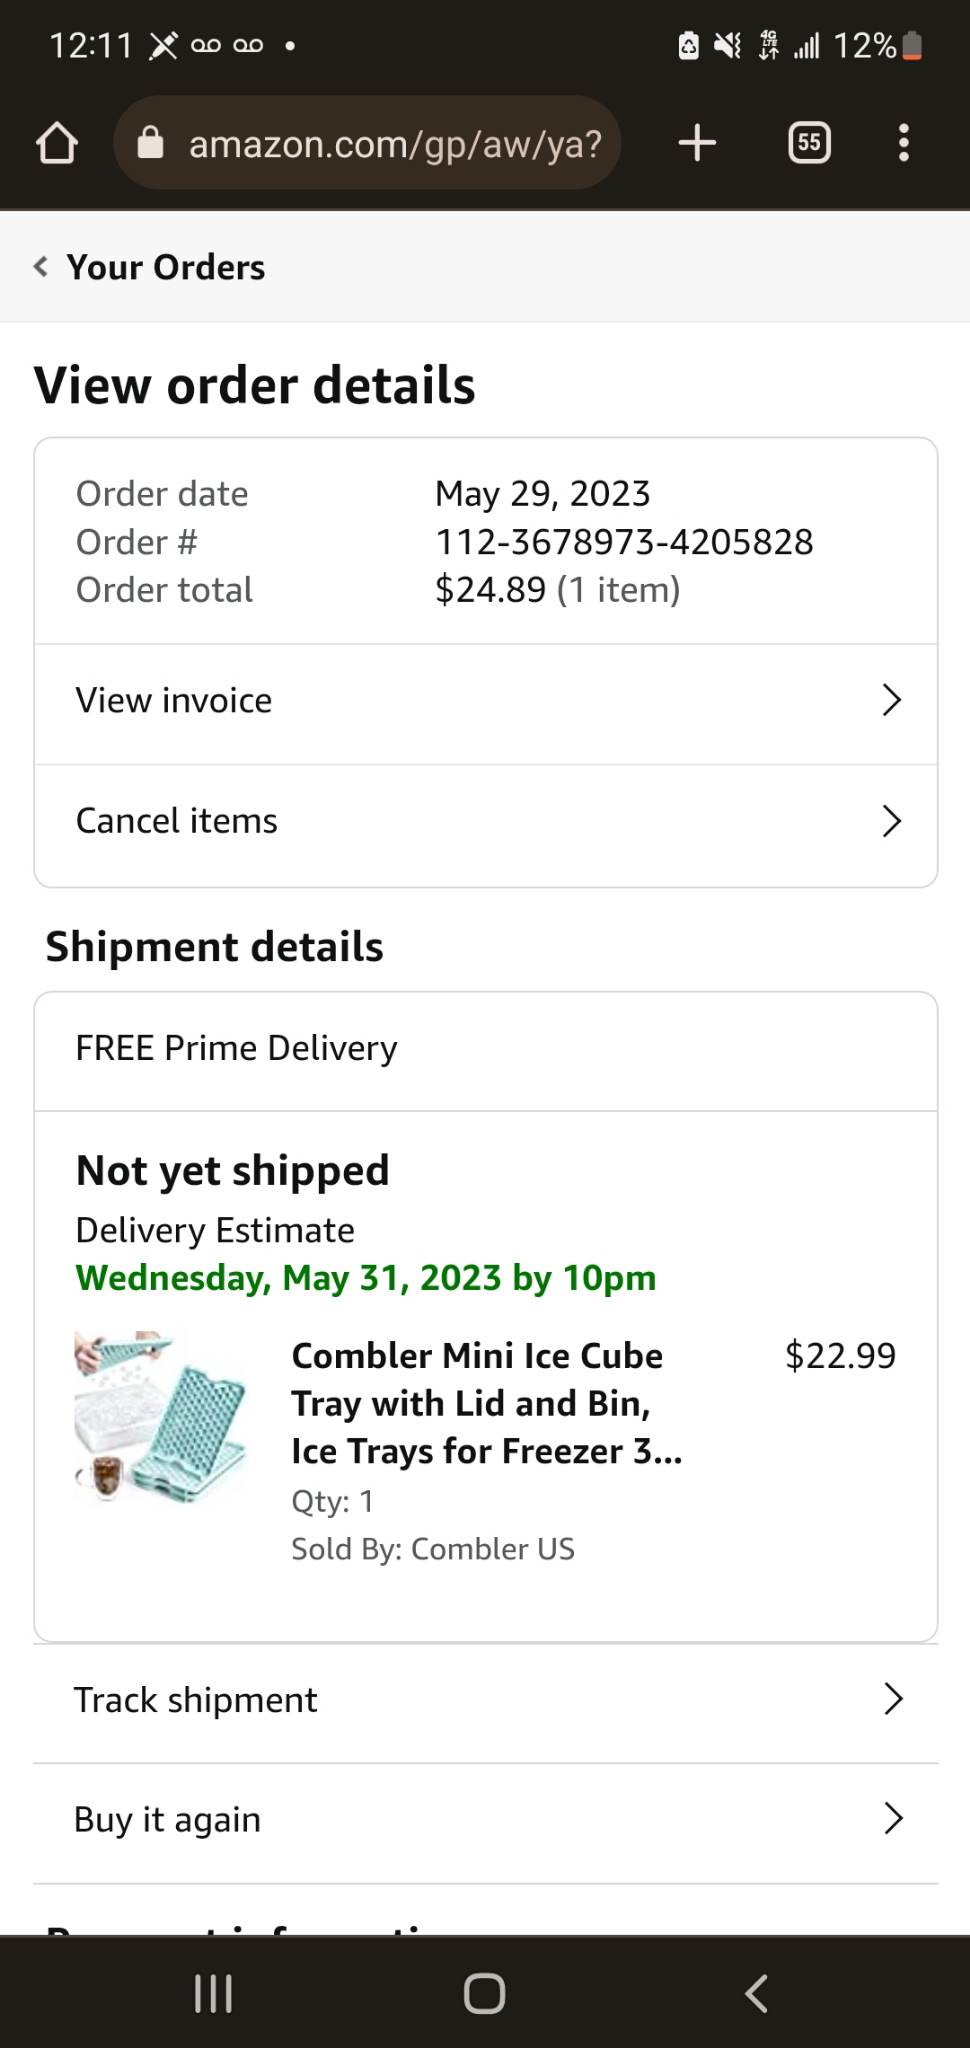 12:11
4G LTE
12%
amazon.com/gp/aw/ya?
55
Your Orders
View order details
Order date May 29, 2023
Order # 112-3678973-4205828
Order total $24.89 (1 item)
View invoice
Cancel items
Shipment details
FREE Prime Delivery
Not yet shipped
Delivery Estimate
Wednesday, May 31, 2023 by 10pm
Combler Mini Ice Cube $22.99
Tray with Lid and Bin,
Ice Trays for Freezer 3...
Qty: 1
Sold By: Combler US
Track shipment
Buy it again